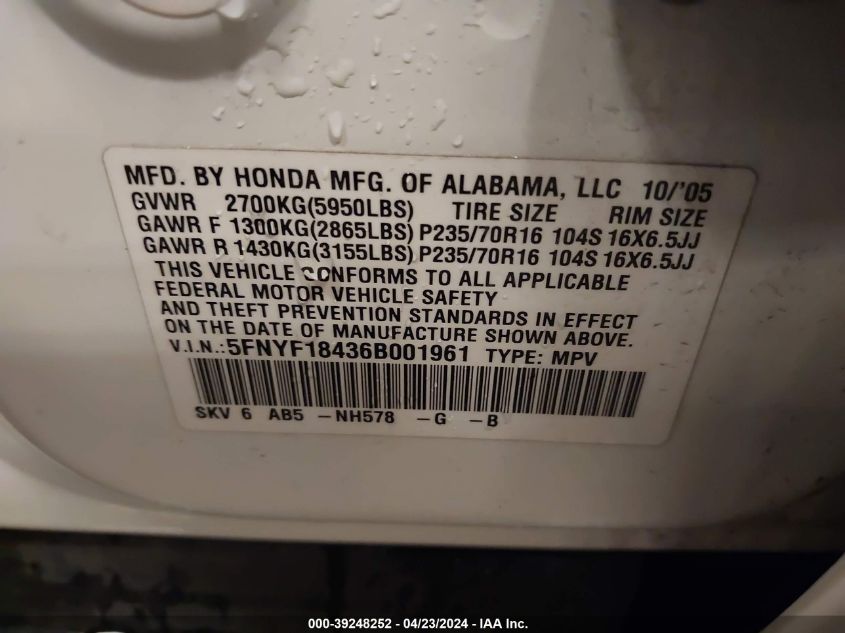 MFD. BY HONDA MFG. OF ALABAMA, LLC 10/'05
GVWR 2700KG(5950LBS) TIRE SIZE RIM SIZE
GAWR F 1300KG(2865LBS) P235/70R16 104S 16X6.5JJ
GAWR R 1430KG(3155LBS) P235/70R16 104S 16X6.5JJ
THIS VEHICLE CONFORMS TO ALL APPLICABLE
FEDERAL MOTOR VEHICLE SAFETY
AND THEFT PREVENTION STANDARDS IN EFFECT
ON THE DATE OF MANUFACTURE SHOWN ABOVE.
V.I.N.:5FNYF18436B001961 TYPE: MPV
SKV 6 AB5 -NH578 -G -B
000-39248252 - 04/23/2024 - IAA Inc.